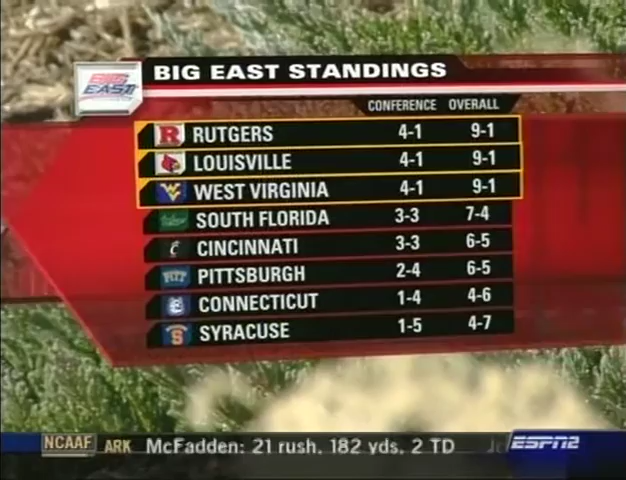 BIG EAST BIG EAST STANDINGS
CONFERENCE OVERALL
R RUTGERS 4-1 9-1
LOUISVILLE 4-1 9-1
WV WEST VIRGINIA 4-1 9-1
SOUTH FLORIDA 3-3 7-4
C CINCINNATI 3-3 6-5
PITT PITTSBURGH 2-4 6-5
CONNECTICUT 1-4 4-6
S SYRACUSE 1-5 4-7
NCAAF ARK McFadden: 21 rush, 182 yds, 2 TD ESPN2